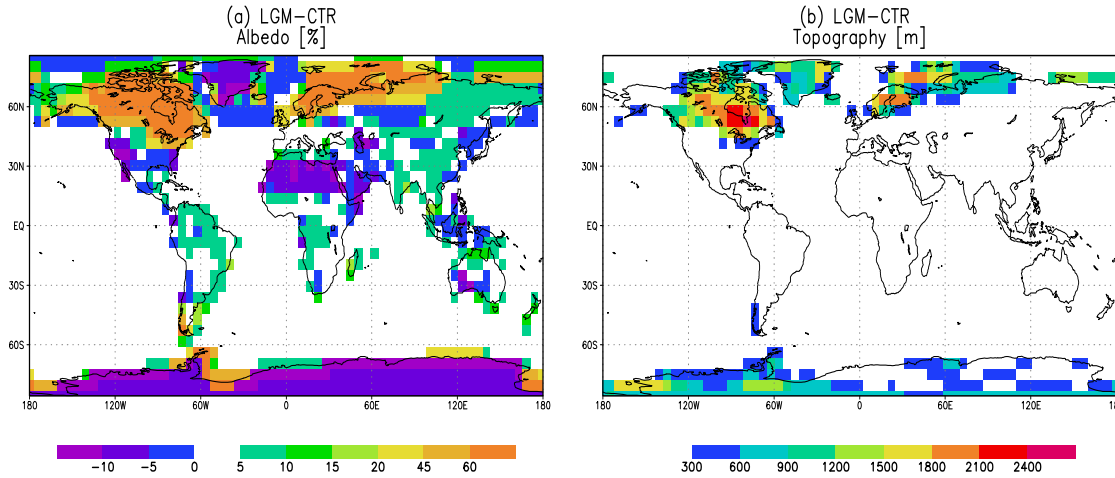 (a) LGM-CTR
Albedo [%]
60N
30N
EQ
30S
60S
180 120W 60W 0 60E 120E 180
-10 -5 0 5 10 15 20 45 60
(b) LGM-CTR
Topography [m]
60N
30N
EQ
30S
60S
180 120W 60W 0 60E 120E 18
300 600 900 1200 1500 1800 2100 2400